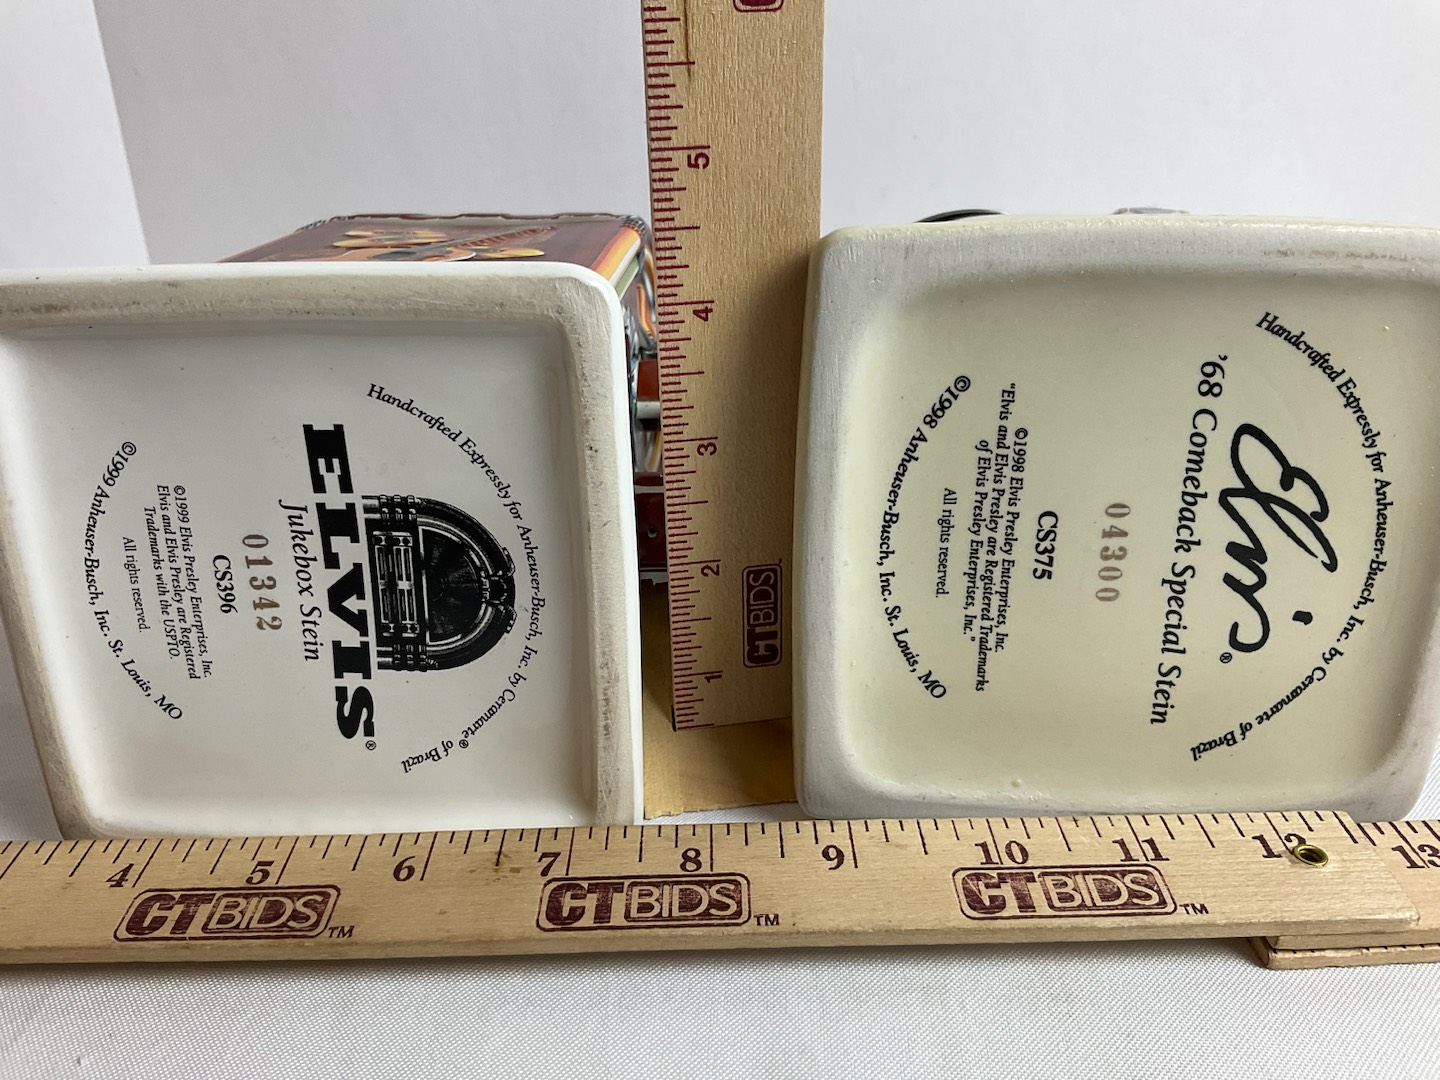 Handcrafted Expressly for Anheuser-Busch, Inc. by Ceramarte® of Brazil
ELVIS®
Jukebox Stein
01342
CS396
©1999 Elvis Presley Enterprises, Inc.
Elvis and Elvis Presley are Registered
Trademarks with the USPTO.
All rights reserved.
©1999 Anheuser-Busch, Inc. St. Louis, MO
Handcrafted Expressly for Anheuser-Busch, Inc. by Ceramarte of Brazil
Elvis®
'68 Comeback Special Stein
04300
CS375
©1998 Elvis Presley Enterprises, Inc.
"Elvis and Elvis Presley are Registered Trademarks
of Elvis Presley Enterprises, Inc."
All rights reserved.
©1998 Anheuser-Busch, Inc. St. Louis, MO
5
4
3
2
1
CTBIDS
4 5 6 7 8 9 10 11 12 13
CTBIDS™ CTBIDS™ CTBIDS™